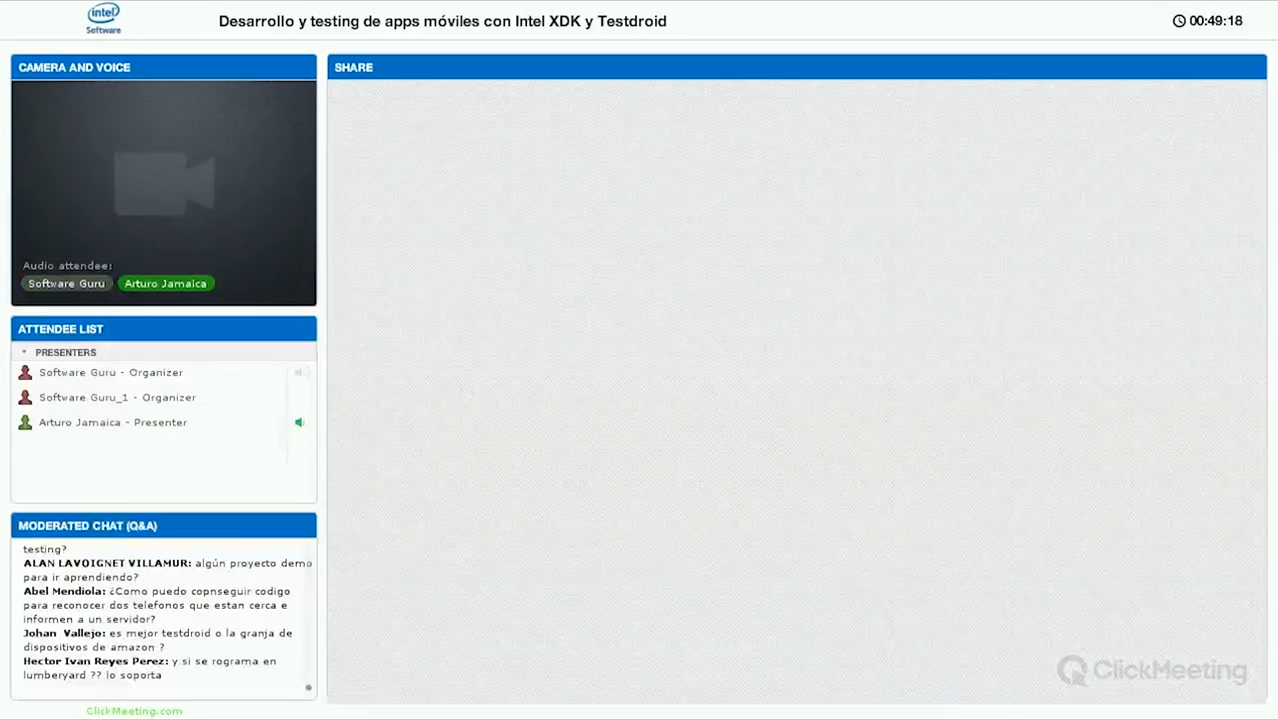 intel
Software
Desarrollo y testing de apps móviles con Intel XDK y Testdroid
00:49:18
CAMERA AND VOICE
SHARE
Audio attendee:
Software Guru
Arturo Jamaica
ATTENDEE LIST
PRESENTERS
Software Guru - Organizer
Software Guru_1 - Organizer
Arturo Jamaica - Presenter
MODERATED CHAT (Q&A)
testing?
ALAN LAVOIGNET VILLAMUR: algún proyecto demo
para ir aprendiendo?
Abel Mendiola: ¿Como puedo copnseguir codigo
para reconocer dos telefonos que estan cerca e
informen a un servidor?
Johan Vallejo: es mejor testdroid o la granja de
dispositivos de amazon ?
Hector Ivan Reyes Perez: y si se rograma en
lumberyard ?? lo soporta
ClickMeeting
ClickMeeting.com